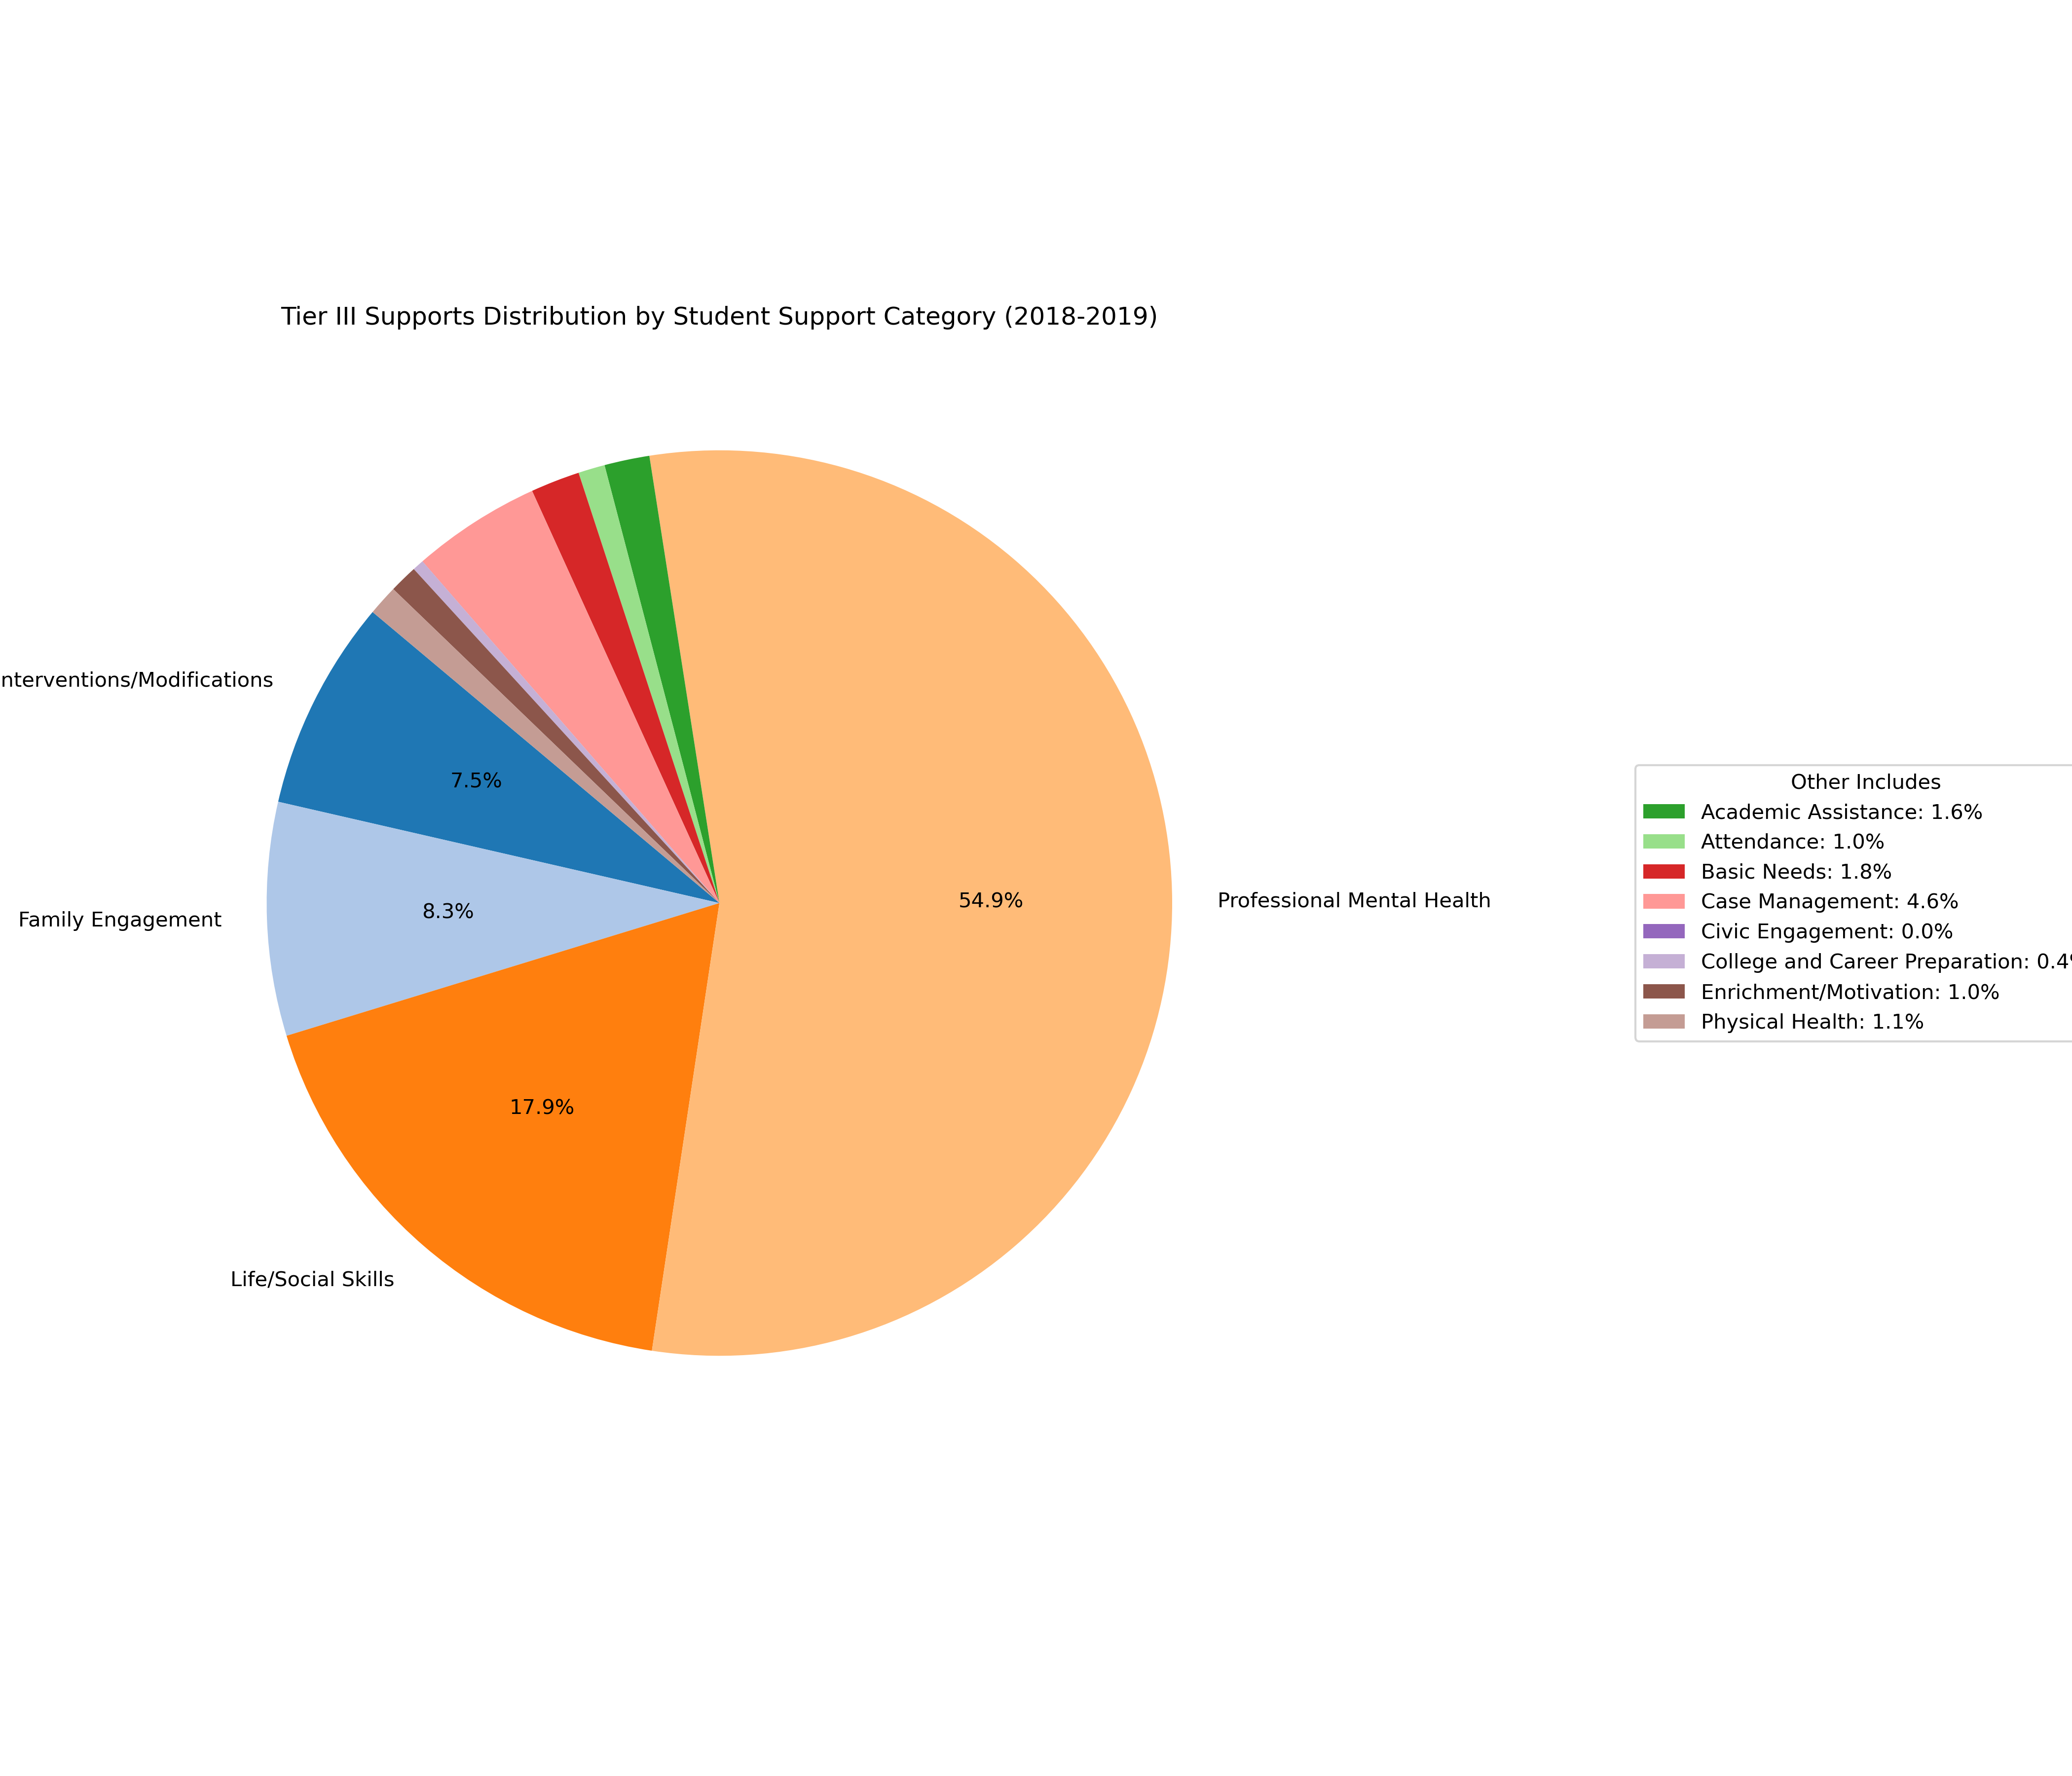 Tier III Supports Distribution by Student Support Category (2018-2019)
nterventions/Modifications
7.5%
Family Engagement
8.3%
54.9%
Professional Mental Health
17.9%
Life/Social Skills
Other Includes
Academic Assistance: 1.6%
Attendance: 1.0%
Basic Needs: 1.8%
Case Management: 4.6%
Civic Engagement: 0.0%
College and Career Preparation: 0.4%
Enrichment/Motivation: 1.0%
Physical Health: 1.1%